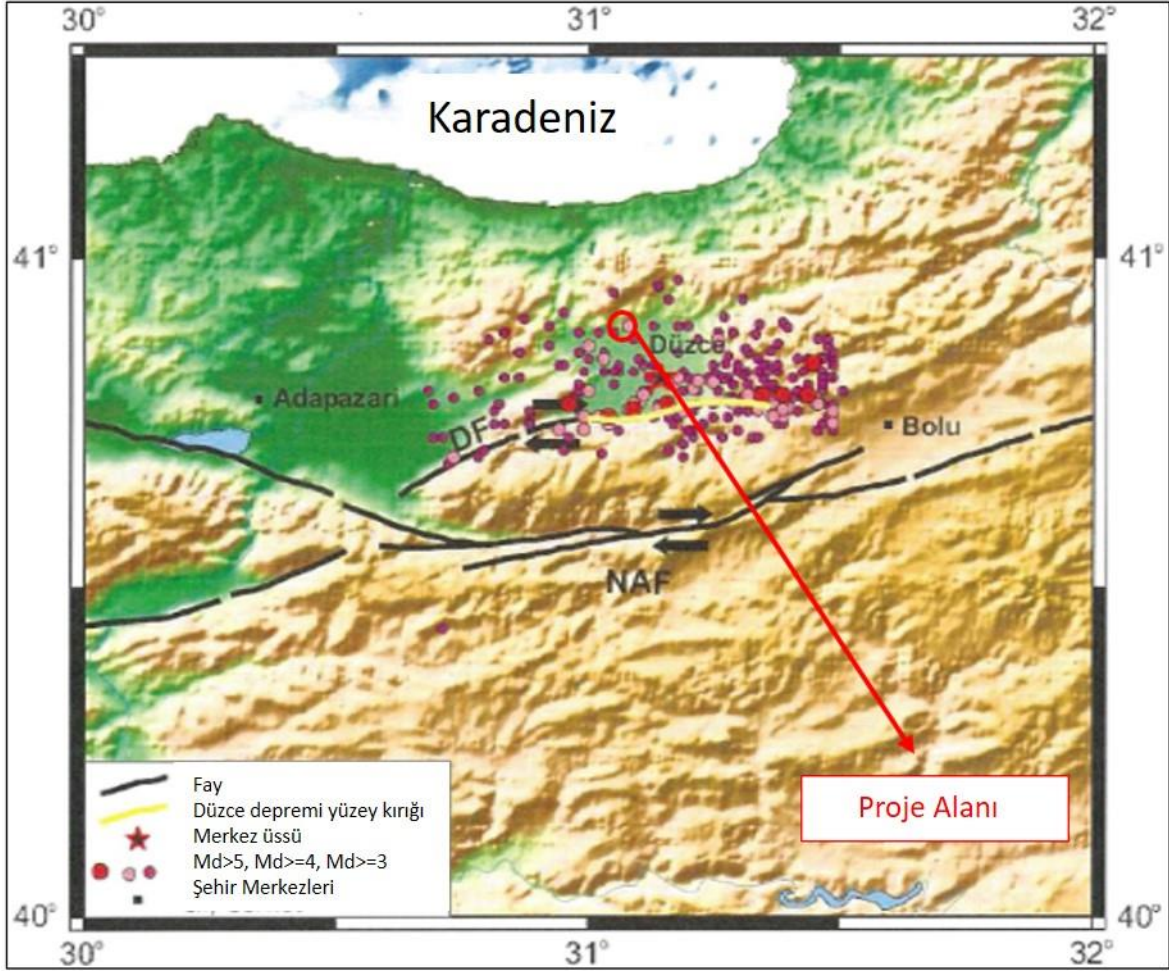 30° 31° 32°
Karadeniz
41° 41°
Düzce
Adapazari
DF
Bolu
NAF
Fay
Düzce depremi yüzey kırığı
Merkez üssü
Md>5, Md>=4, Md>=3
Şehir Merkezleri
Proje Alanı
40° 40°
30° 31° 32°